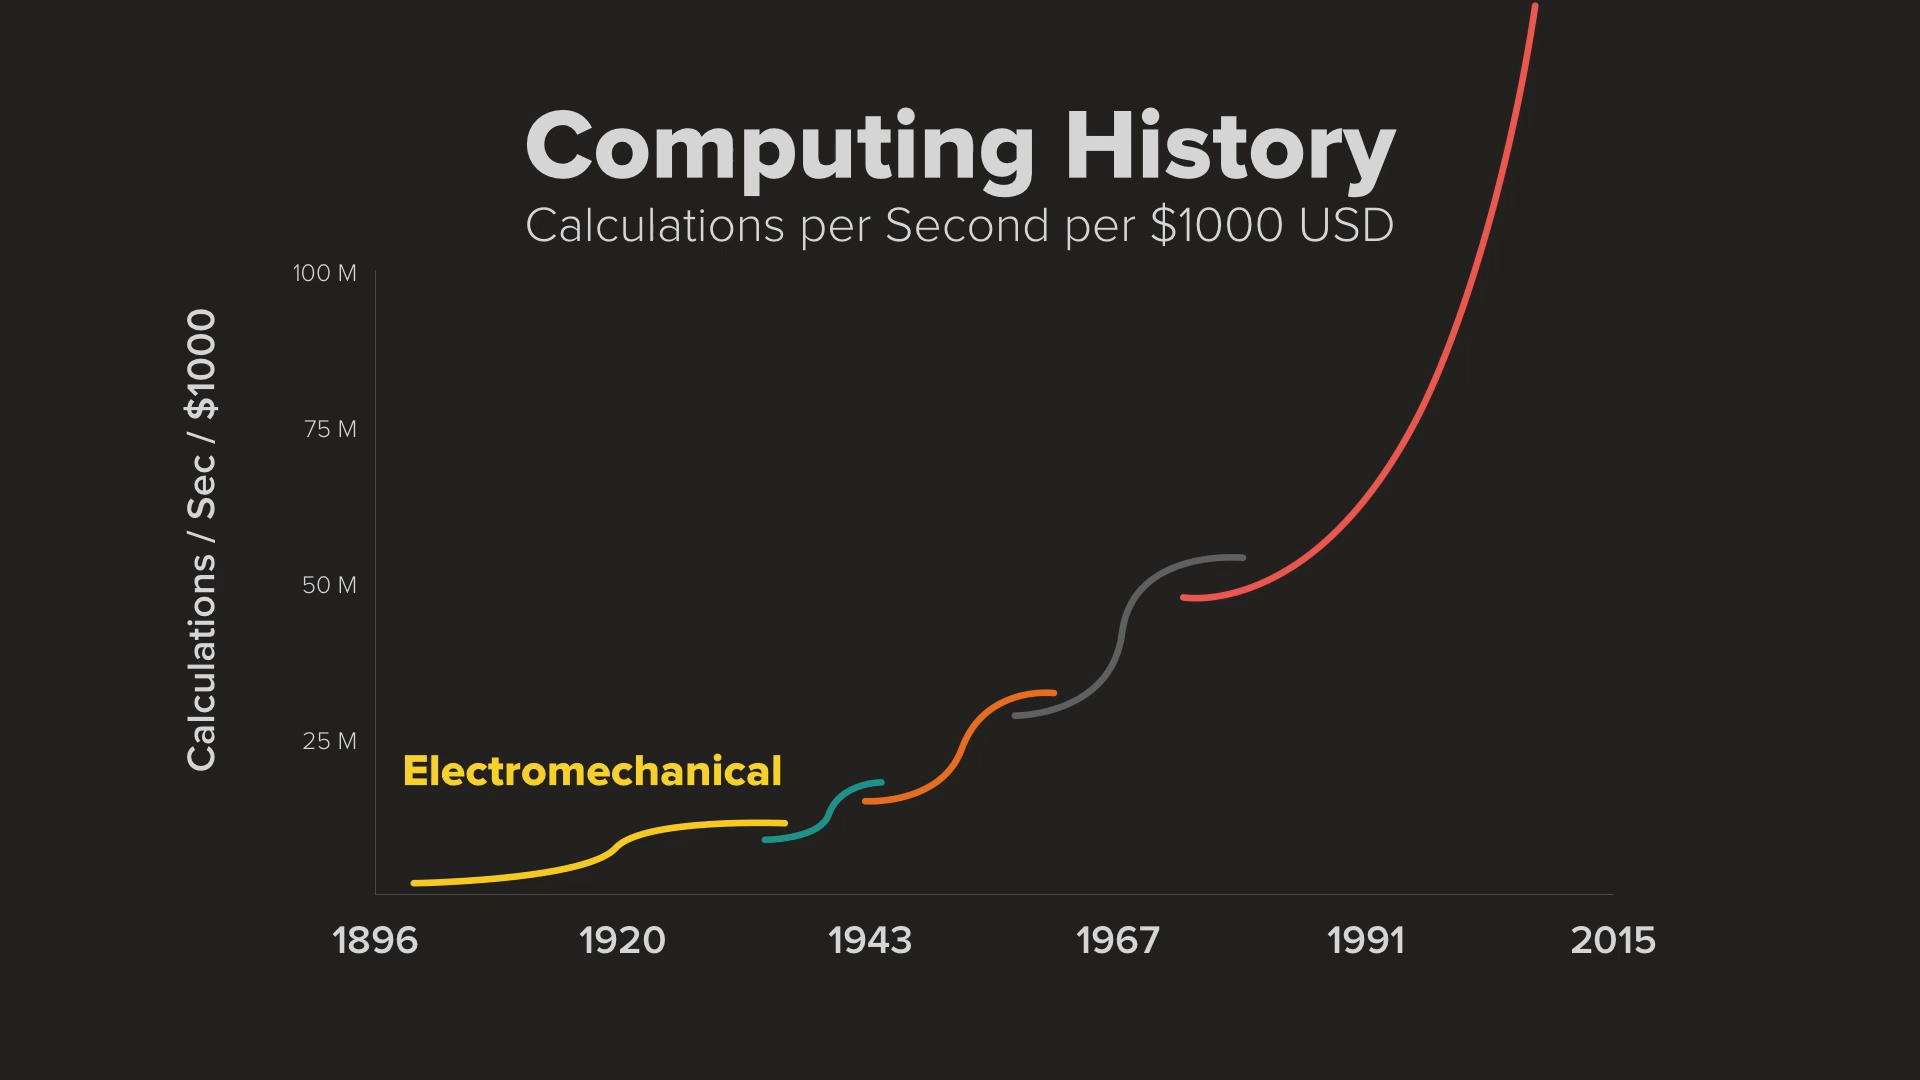 Computing History
Calculations per Second per $1000 USD
Calculations / Sec / $1000
100 M
75 M
50 M
25 M
Electromechanical
1896
1920
1943
1967
1991
2015